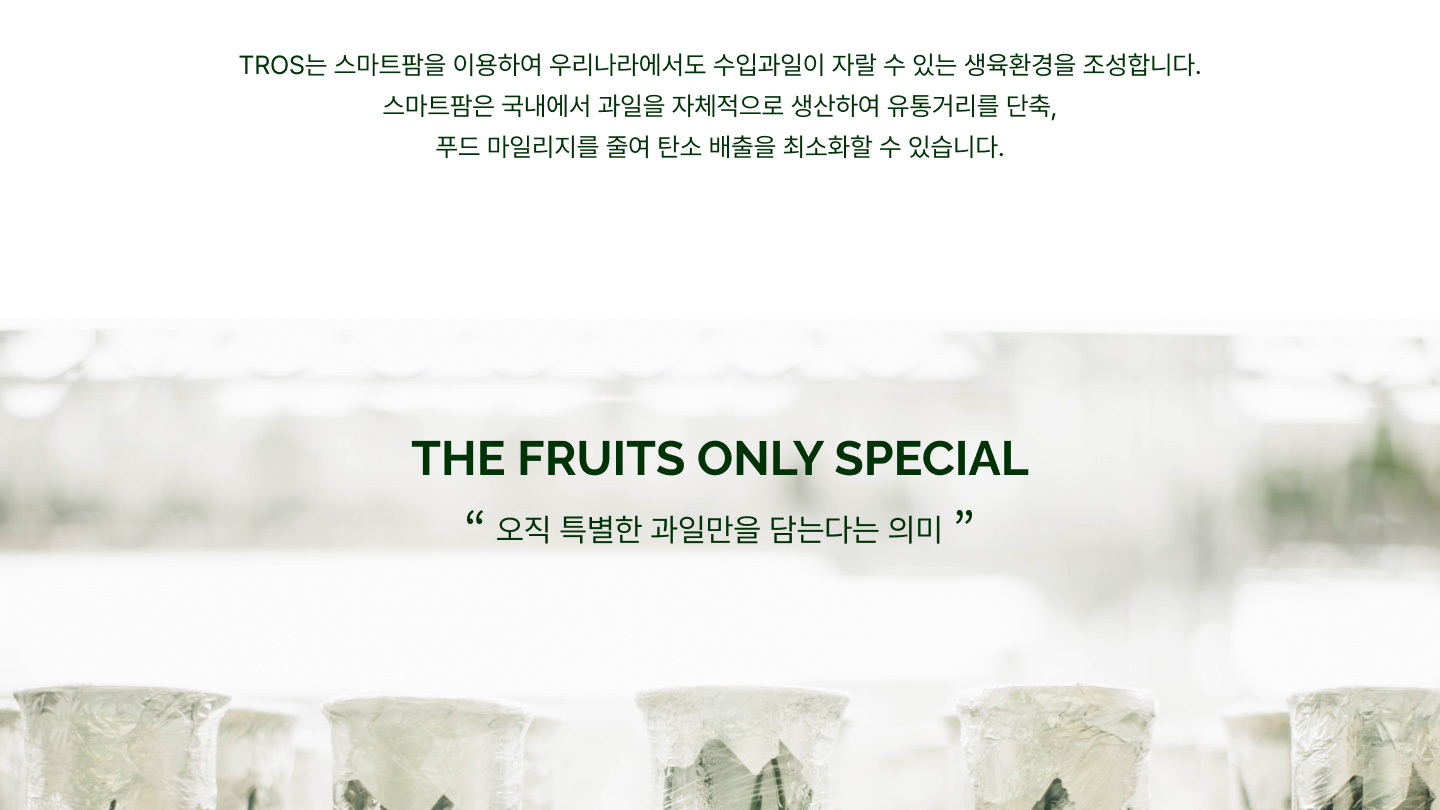 TROS는 스마트팜을 이용하여 우리나라에서도 수입과일이 자랄 수 있는 생육환경을 조성합니다.
스마트팜은 국내에서 과일을 자체적으로 생산하여 유통거리를 단축,
푸드 마일리지를 줄여 탄소 배출을 최소화할 수 있습니다.
THE FRUITS ONLY SPECIAL
“ 오직 특별한 과일만을 담는다는 의미 ”